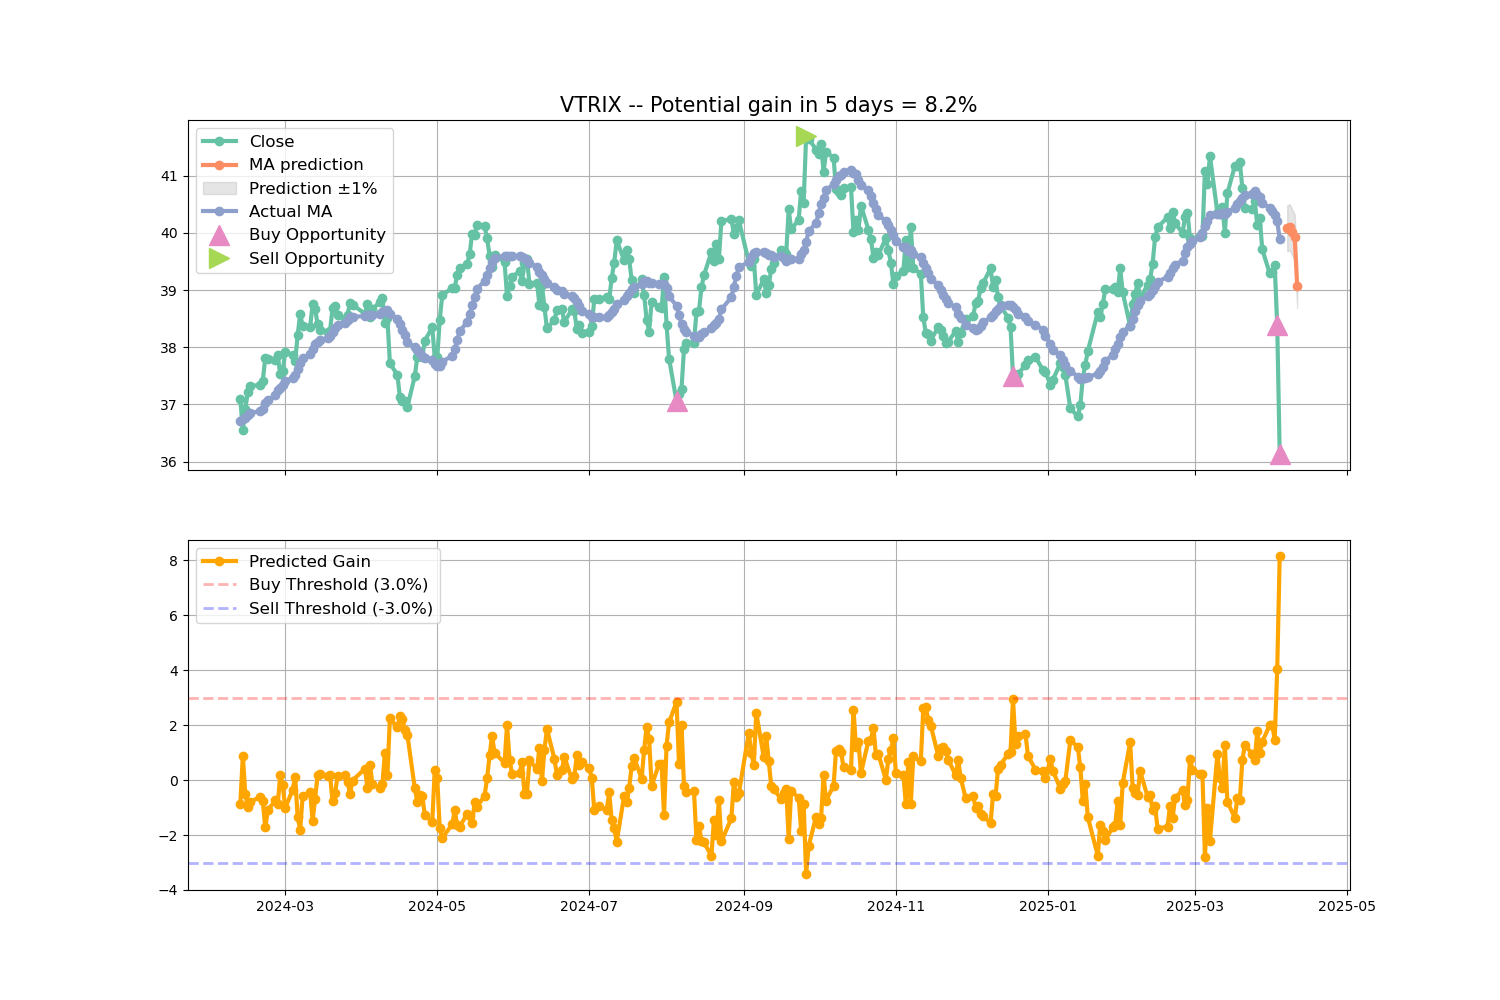 VTRIX -- Potential gain in 5 days = 8.2%
Close
MA prediction
Prediction ±1%
Actual MA
Buy Opportunity
Sell Opportunity
41
40
39
38
37
36
Predicted Gain
Buy Threshold (3.0%)
Sell Threshold (-3.0%)
8
6
4
2
0
−2
−4
2024-03 2024-05 2024-07 2024-09 2024-11 2025-01 2025-03 2025-05